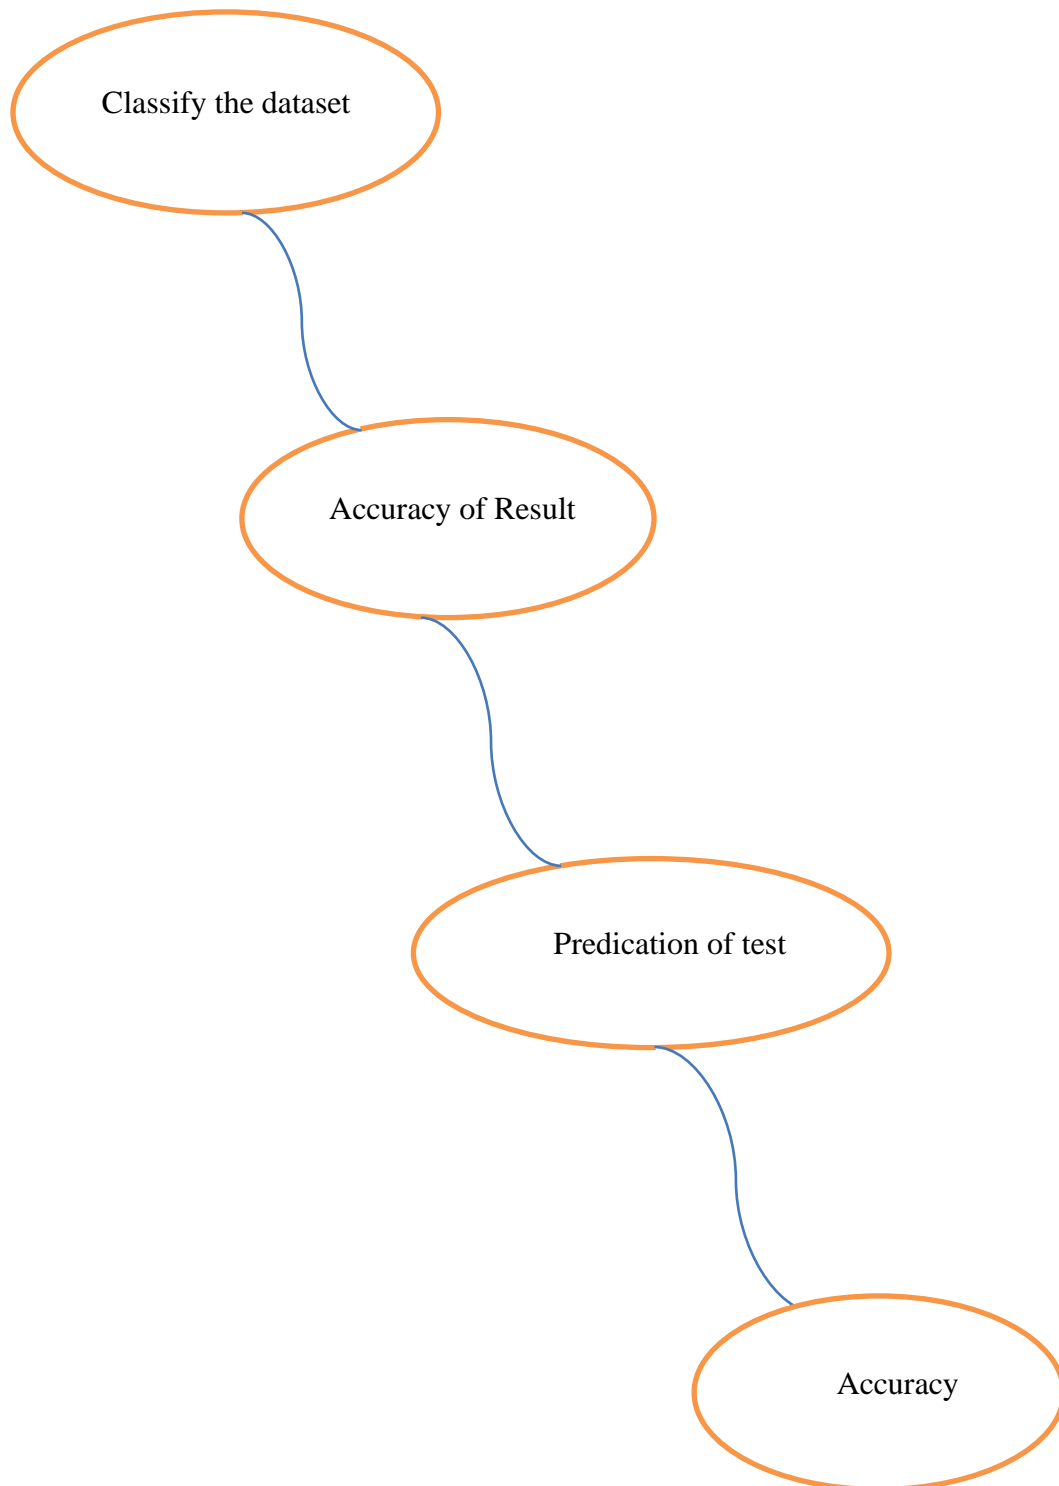 Classify the dataset
Accuracy of Result
Predication of test
Accuracy